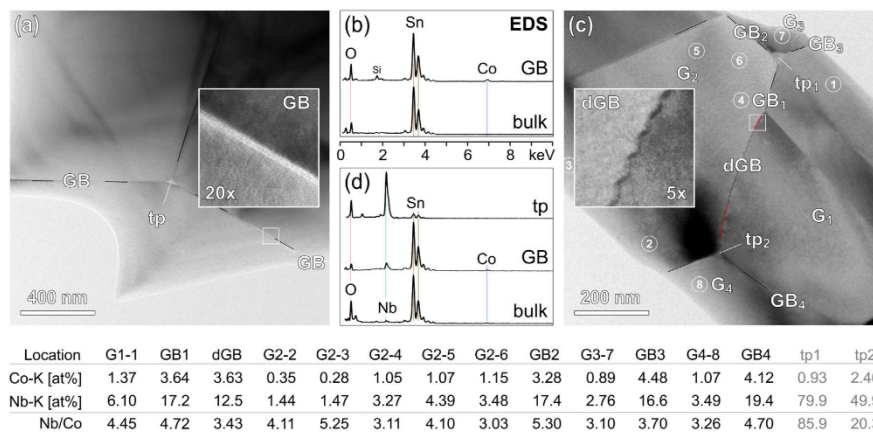 (a)
GB
20x
GB
tp
GB
400 nm
(b)
EDS
Sn
O
Si
Co
GB
bulk
0 2 4 6 8 keV
(d)
tp
Sn
GB
Co
O
Nb
bulk
(c)
G3
GB2
7
GB3
5
6
G2
tp1
1
dGB
4
GB1
3
dGB
5x
G1
2
tp2
8
G4
200 nm
GB4
Location G1-1 GB1 dGB G2-2 G2-3 G2-4 G2-5 G2-6 GB2 G3-7 GB3 G4-8 GB4 tp1 tp2
Co-K [at%] 1.37 3.64 3.63 0.35 0.28 1.05 1.07 1.15 3.28 0.89 4.48 1.07 4.12 0.93
Nb-K [at%] 6.10 17.2 12.5 1.44 1.47 3.27 4.39 3.48 17.4 2.76 16.6 3.49 19.4 79.9
Nb/Co 4.45 4.72 3.43 4.11 5.25 3.11 4.10 3.03 5.30 3.10 3.70 3.26 4.70 85.9